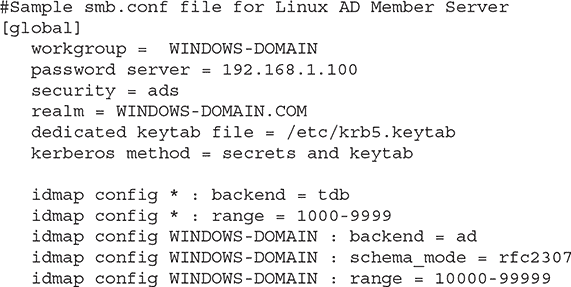 #Sample smb.conf file for Linux AD Member Server
[global]
workgroup = WINDOWS-DOMAIN
password server = 192.168.1.100
security = ads
realm = WINDOWS-DOMAIN.COM
dedicated keytab file = /etc/krb5.keytab
kerberos method = secrets and keytab
idmap config * : backend = tdb
idmap config * : range = 1000-9999
idmap config WINDOWS-DOMAIN : backend = ad
idmap config WINDOWS-DOMAIN : schema_mode = rfc2307
idmap config WINDOWS-DOMAIN : range = 10000-99999